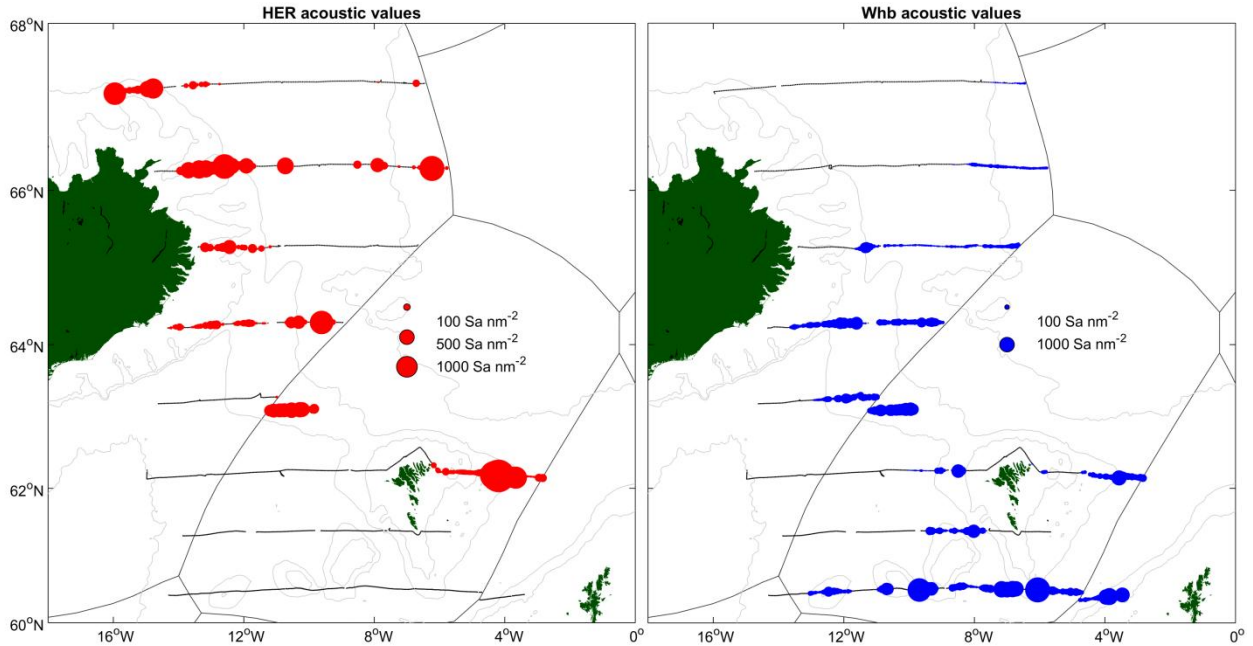 HER acoustic values
68°N
66°N
64°N
62°N
60°N
16°W
12°W
8°W
4°W
0°
100 Sa nm⁻²
500 Sa nm⁻²
1000 Sa nm⁻²
Whb acoustic values
16°W
12°W
8°W
4°W
0°
100 Sa nm⁻²
1000 Sa nm⁻²